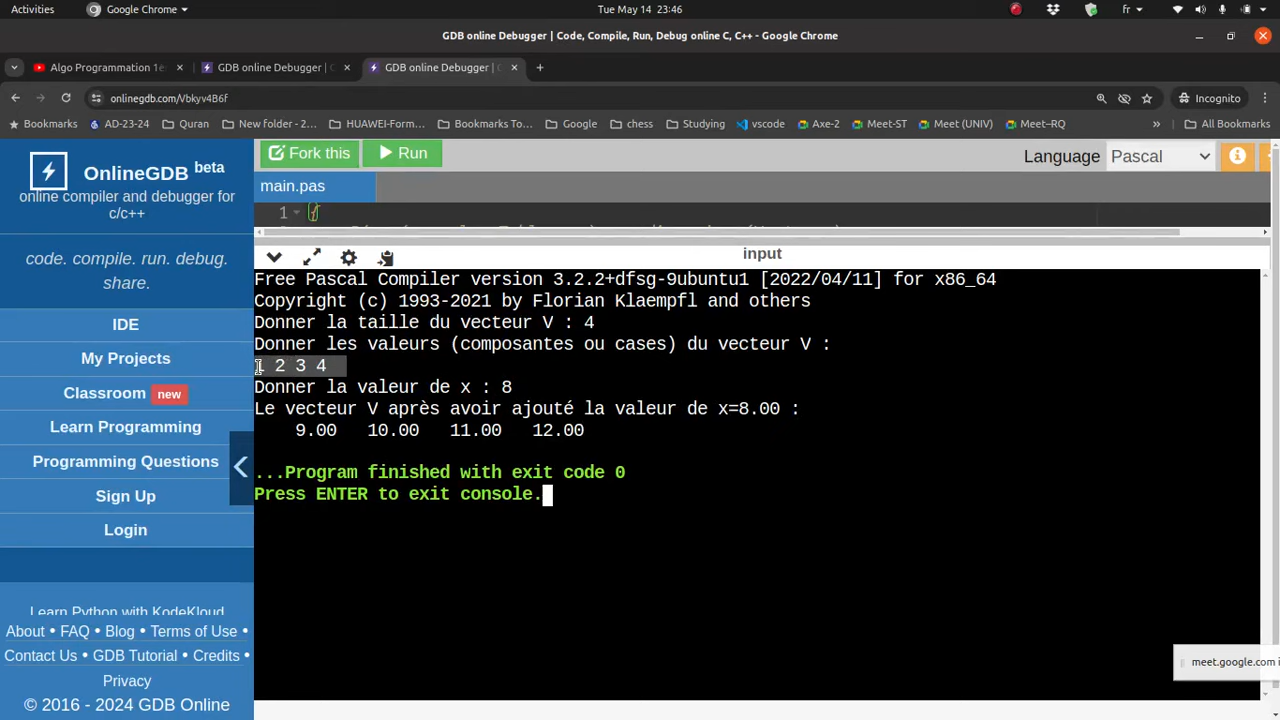 Activities
Google Chrome
Tue May 14 23:46
fr
GDB online Debugger | Code, Compile, Run, Debug online C, C++ - Google Chrome
Algo Programmation 1è
GDB online Debugger | C
GDB online Debugger | C
onlinegdb.com/Vbkyv4B6f
Incognito
Bookmarks
AD-23-24
Quran
New folder - 2...
HUAWEI-Form...
Bookmarks To...
Google
chess
Studying
vscode
Axe-2
Meet-ST
Meet (UNIV)
Meet–RQ
»
All Bookmarks
OnlineGDB beta
online compiler and debugger for
c/c++
code. compile. run. debug.
share.
IDE
My Projects
Classroom new
Learn Programming
Programming Questions
Sign Up
Login
Learn Python with KodeKloud
About • FAQ • Blog • Terms of Use •
Contact Us • GDB Tutorial • Credits •
Privacy
© 2016 - 2024 GDB Online
Fork this
Run
Language Pascal
main.pas
1 {
input
Free Pascal Compiler version 3.2.2+dfsg-9ubuntu1 [2022/04/11] for x86_64
Copyright (c) 1993-2021 by Florian Klaempfl and others
Donner la taille du vecteur V : 4
Donner les valeurs (composantes ou cases) du vecteur V :
1 2 3 4
Donner la valeur de x : 8
Le vecteur V après avoir ajouté la valeur de x=8.00 :
9.00 10.00 11.00 12.00
...Program finished with exit code 0
Press ENTER to exit console.
meet.google.com i